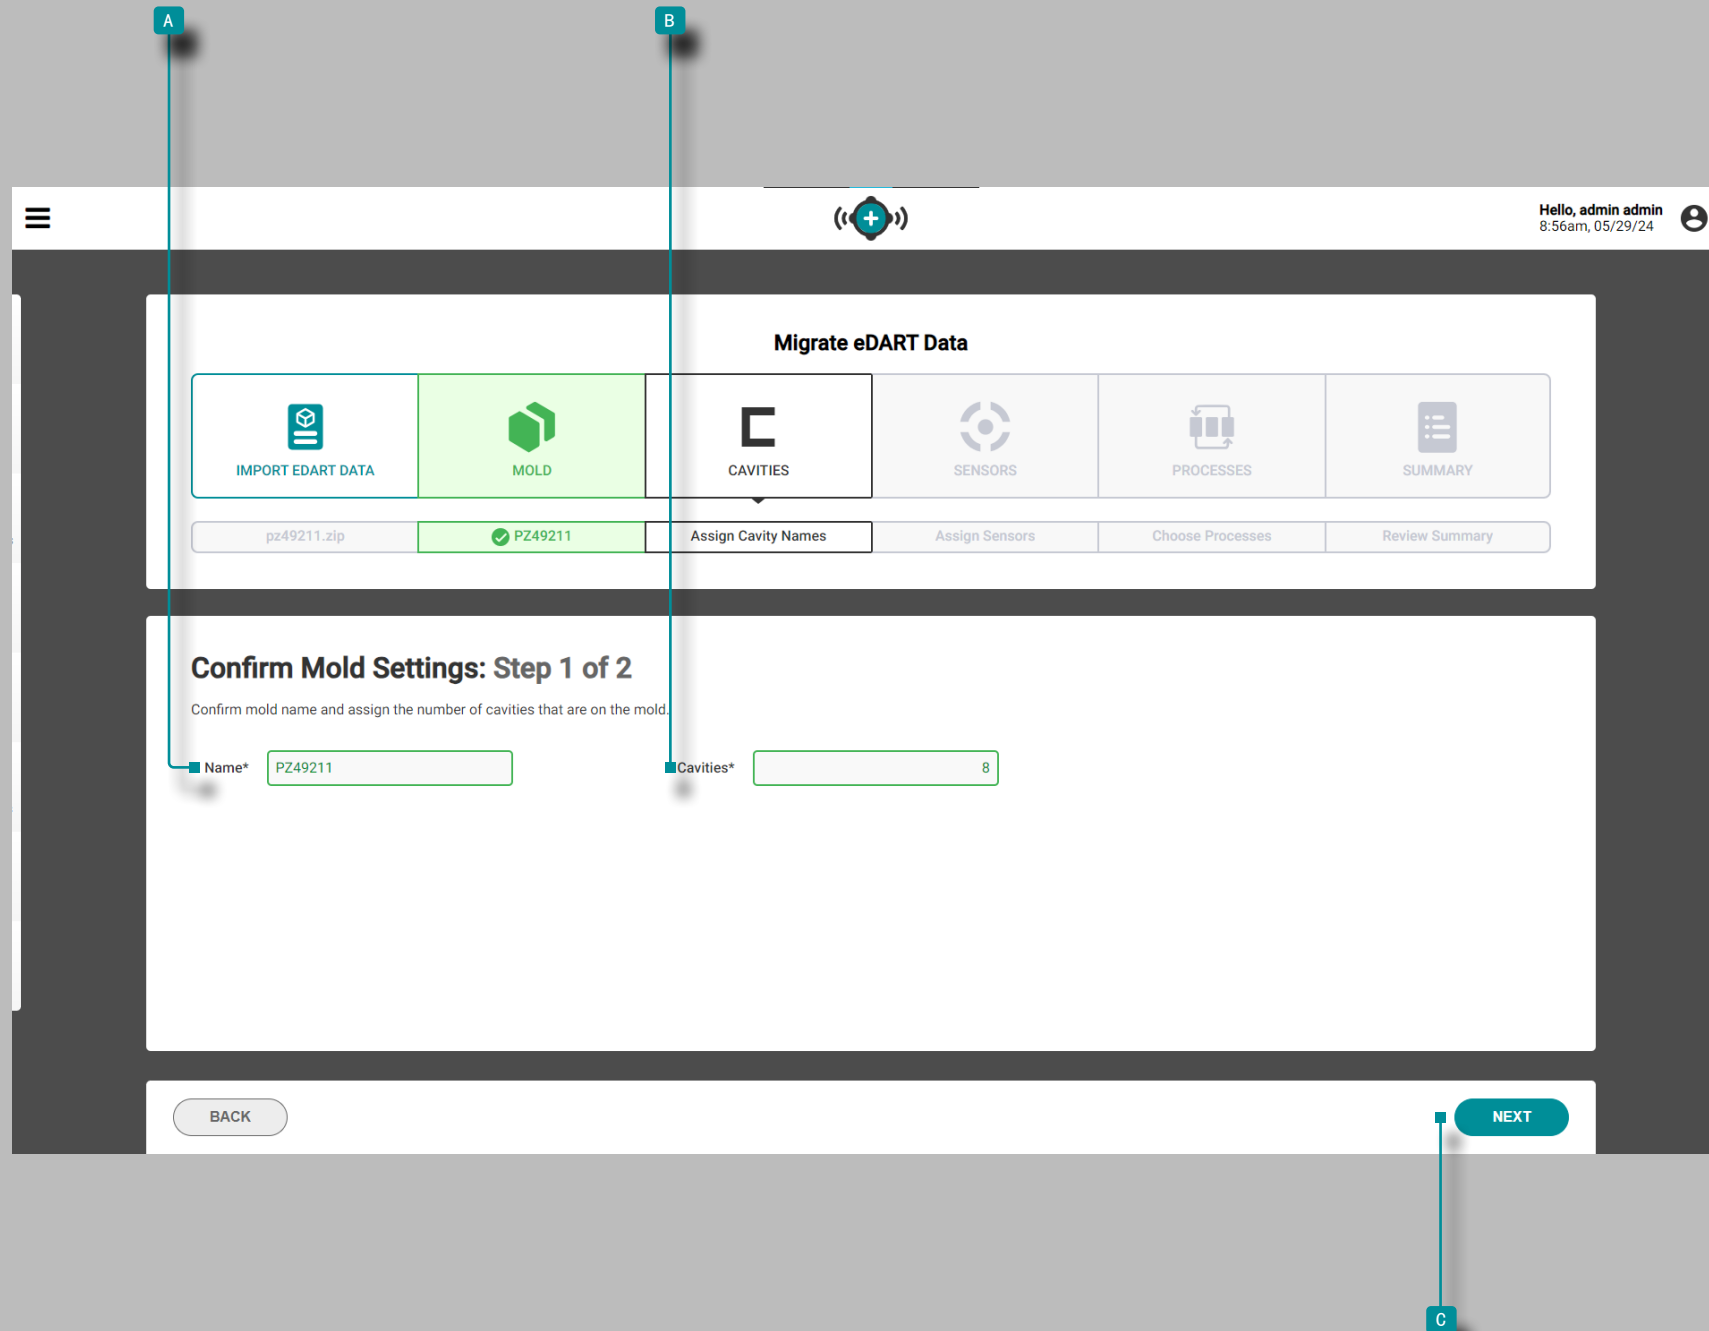 A
B
Hello, admin admin
8:56am, 05/29/24
Migrate eDART Data
IMPORT EDART DATA
MOLD
CAVITIES
SENSORS
PROCESSES
SUMMARY
pz49211.zip
PZ49211
Assign Cavity Names
Assign Sensors
Choose Processes
Review Summary
Confirm Mold Settings: Step 1 of 2
Confirm mold name and assign the number of cavities that are on the mold.
Name*
PZ49211
Cavities*
8
BACK
NEXT
C